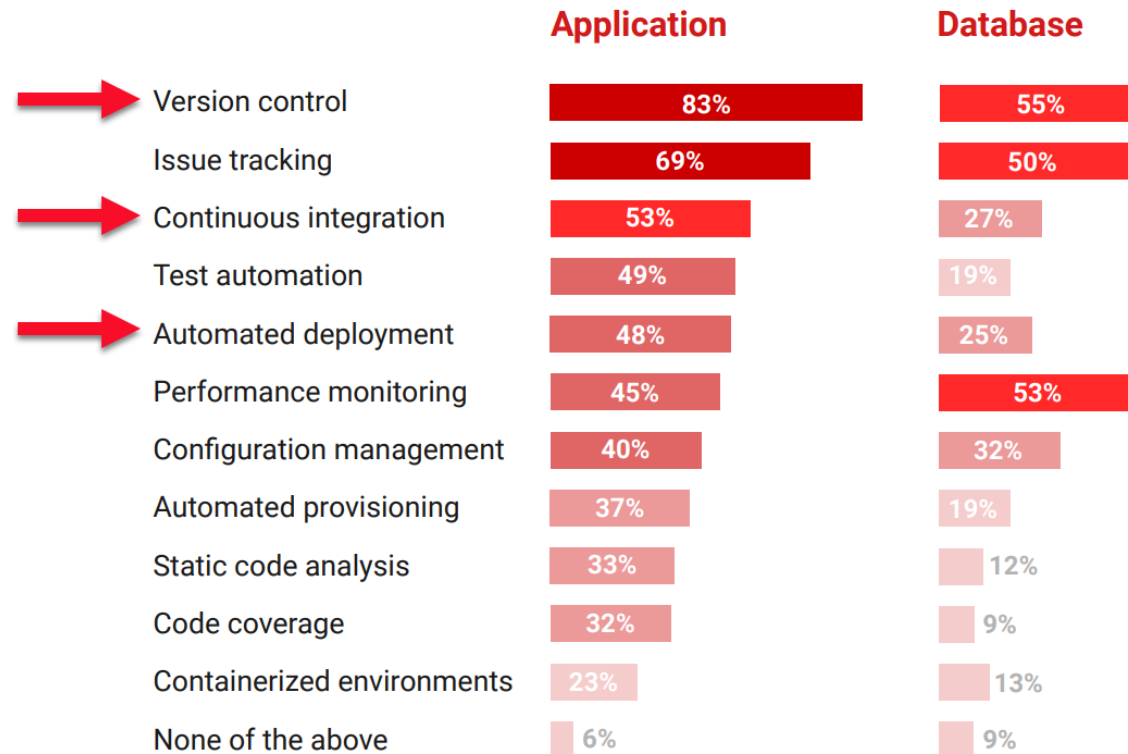 Application Database
Version control 83% 55%
Issue tracking 69% 50%
Continuous integration 53% 27%
Test automation 49% 19%
Automated deployment 48% 25%
Performance monitoring 45% 53%
Configuration management 40% 32%
Automated provisioning 37% 19%
Static code analysis 33% 12%
Code coverage 32% 9%
Containerized environments 23% 13%
None of the above 6% 9%